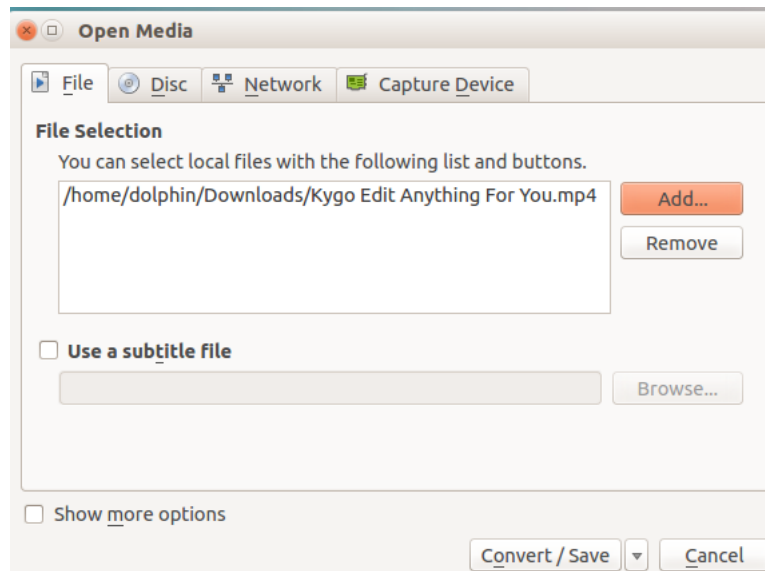 Open Media
File Disc Network Capture Device
File Selection
You can select local files with the following list and buttons.
/home/dolphin/Downloads/Kygo Edit Anything For You.mp4
Add...
Remove
Use a subtitle file
Browse...
Show more options
Convert / Save Cancel